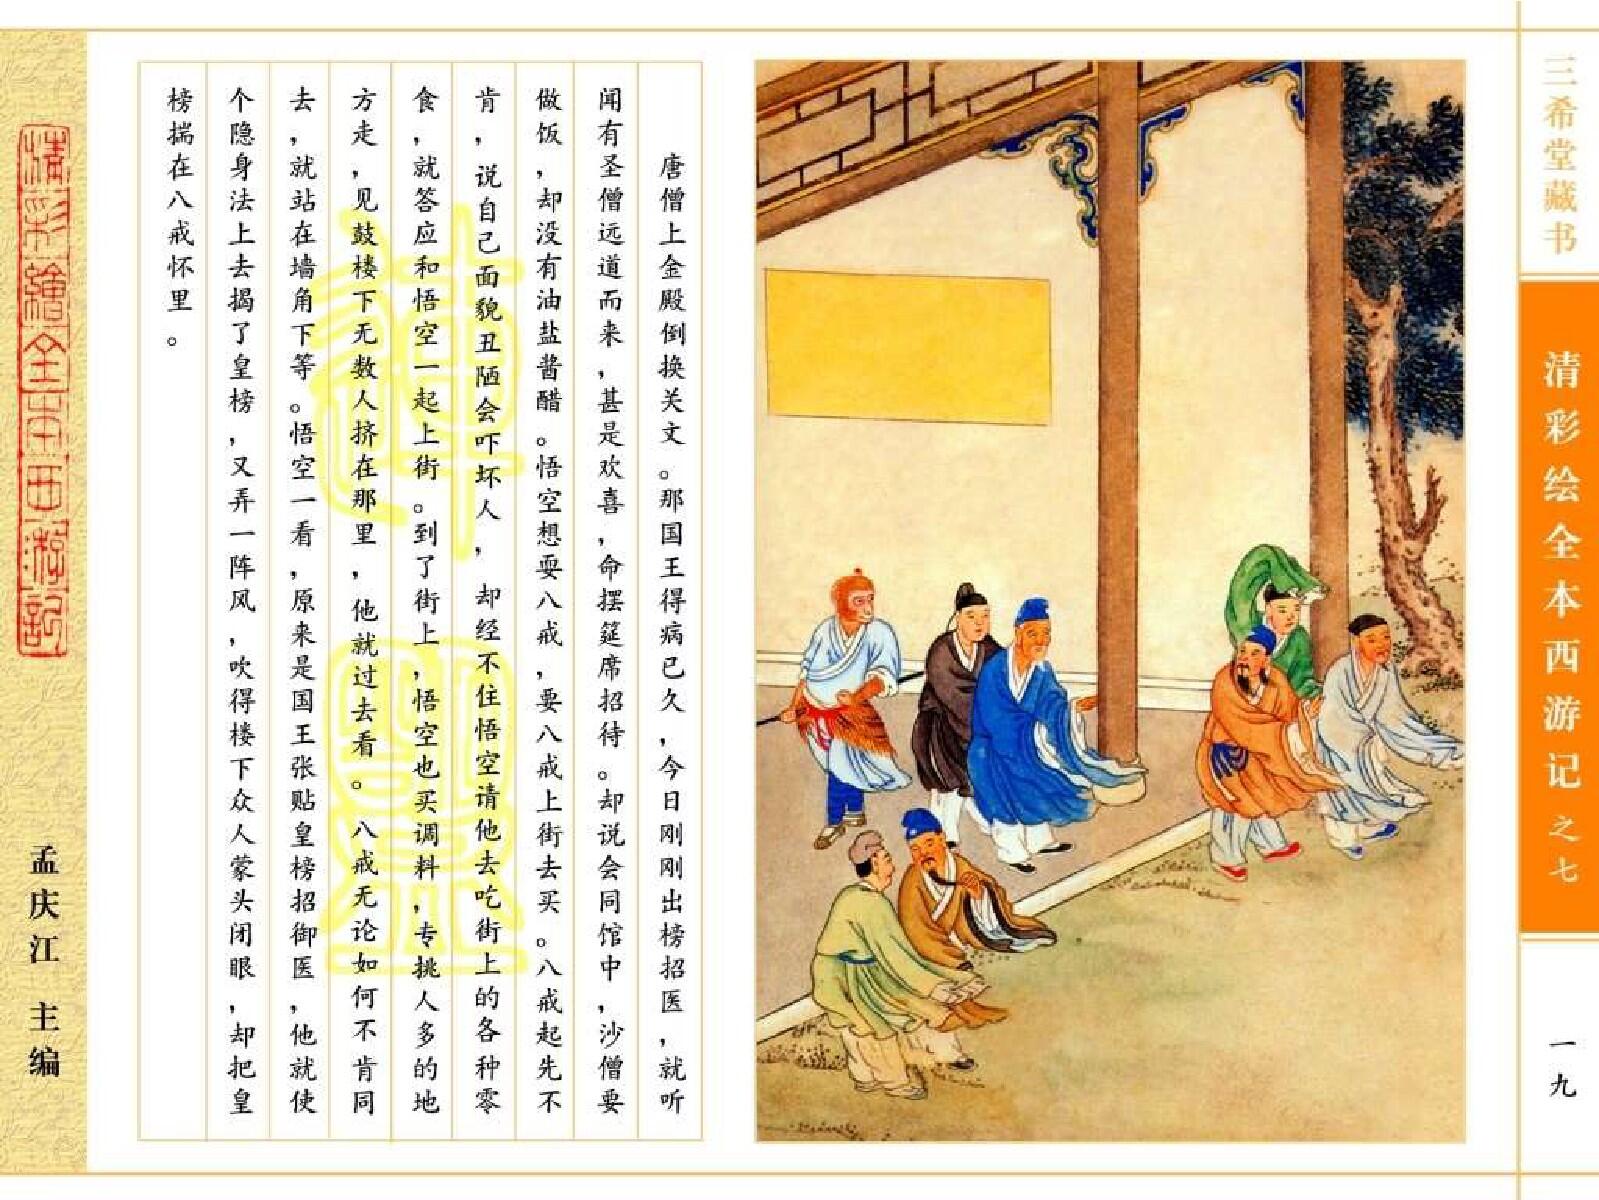 三希堂藏书
清彩绘全本西游记之七
一九
唐僧上金殿倒换关文。那国王得病已久，今日刚刚出榜招医，就听
闻有圣僧远道而来，甚是欢喜，命摆筵席招待。却说会同馆中，沙僧要
做饭，却没有油盐酱醋。悟空想耍八戒，要八戒上街去买。八戒起先不
肯，说自己面貌丑陋会吓坏人，却经不住悟空请他去吃街上的各种零
食，就答应和悟空一起上街。到了街上，悟空也买调料，专挑人多的地
方走，见鼓楼下无数人挤在那里，他就过去看。八戒无论如何不肯同
去，就站在墙角下等。悟空一看，原来是国王张贴皇榜招御医，他就使
个隐身法上去揭了皇榜，又弄一阵风，吹得楼下众人蒙头闭眼，却把皇
榜揣在八戒怀里。
清彩繪全本西游記
孟庆江 主编